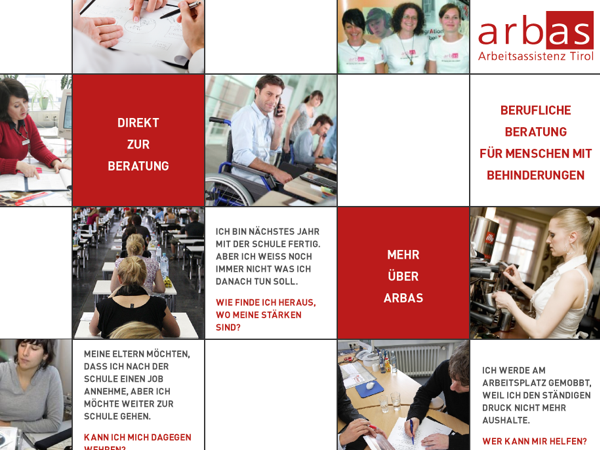 arbas
Arbeitsassistenz Tirol
DIREKT
ZUR
BERATUNG
BERUFLICHE
BERATUNG
FÜR MENSCHEN MIT
BEHINDERUNGEN
ICH BIN NÄCHSTES JAHR
MIT DER SCHULE FERTIG.
ABER ICH WEISS NOCH
IMMER NICHT WAS ICH
DANACH TUN SOLL.
WIE FINDE ICH HERAUS,
WO MEINE STÄRKEN
SIND?
MEHR
ÜBER
ARBAS
MEINE ELTERN MÖCHTEN,
DASS ICH NACH DER
SCHULE EINEN JOB
ANNEHME, ABER ICH
MÖCHTE WEITER ZUR
SCHULE GEHEN.
KANN ICH MICH DAGEGEN
WEHREN?
ICH WERDE AM
ARBEITSPLATZ GEMOBBT,
WEIL ICH DEN STÄNDIGEN
DRUCK NICHT MEHR
AUSHALTE.
WER KANN MIR HELFEN?